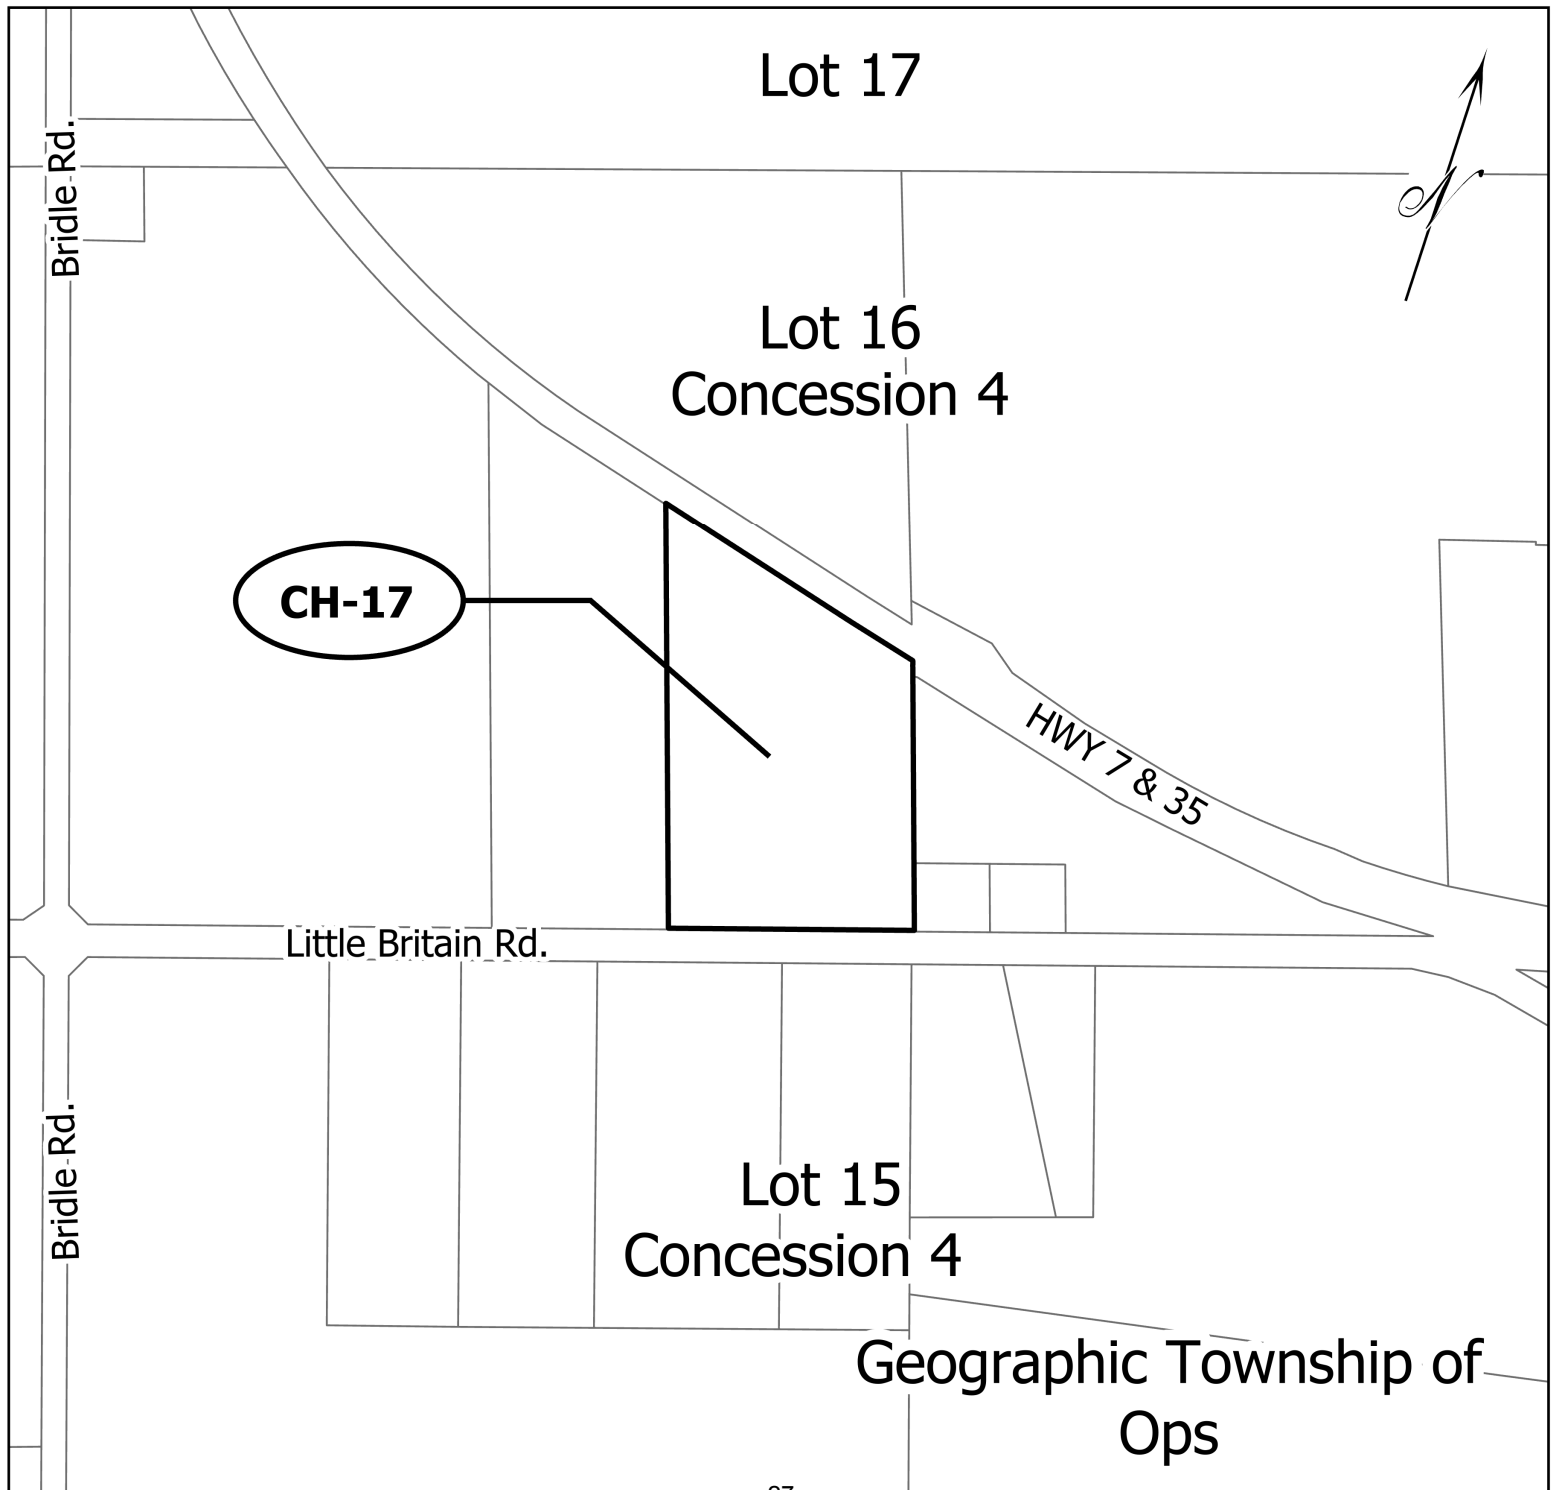 Lot 17
Bridle Rd.
N
Lot 16
Concession 4
CH-17
HWY 7 & 35
Little Britain Rd.
Bridle Rd.
Lot 15
Concession 4
Geographic Township of
Ops